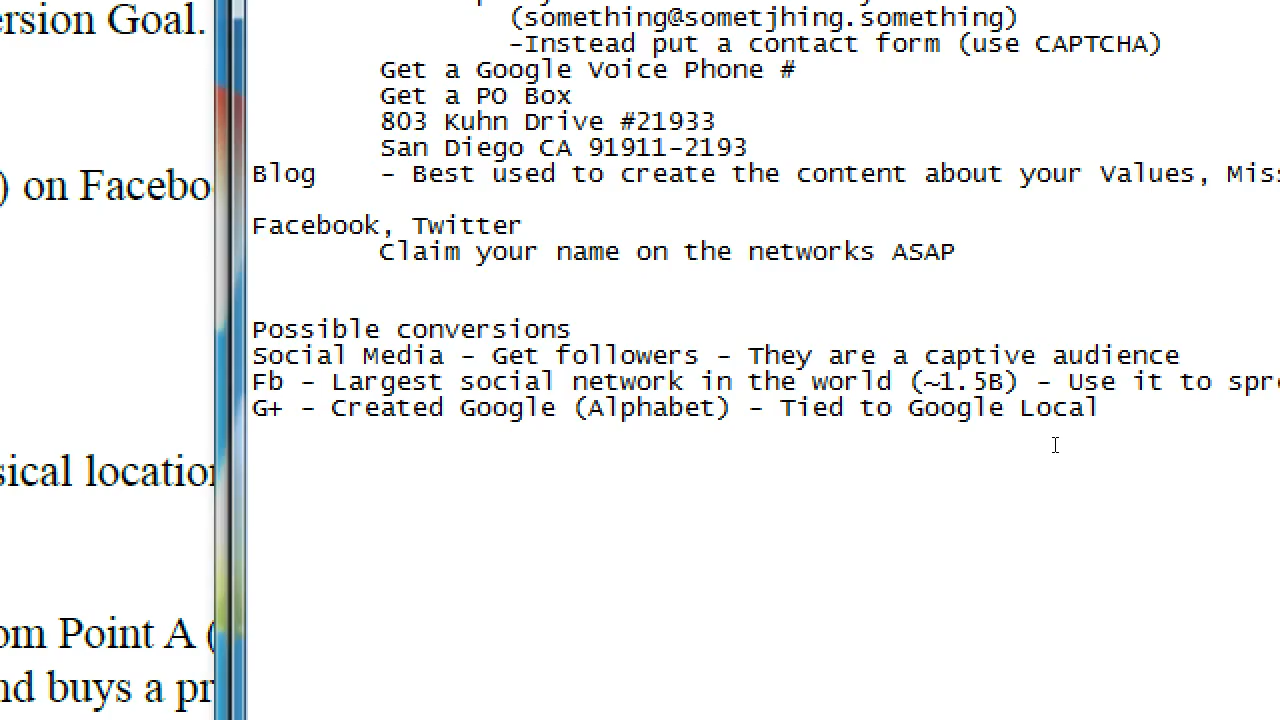 ersion Goal.
) on Facebo
sical location
om Point A (
nd buys a pr
(something@sometjhing.something)
-Instead put a contact form (use CAPTCHA)
Get a Google Voice Phone #
Get a PO Box
803 Kuhn Drive #21933
San Diego CA 91911-2193
Blog - Best used to create the content about your Values, Miss
Facebook, Twitter
Claim your name on the networks ASAP
Possible conversions
Social Media - Get followers - They are a captive audience
Fb - Largest social network in the world (~1.5B) - Use it to spre
G+ - Created Google (Alphabet) - Tied to Google Local